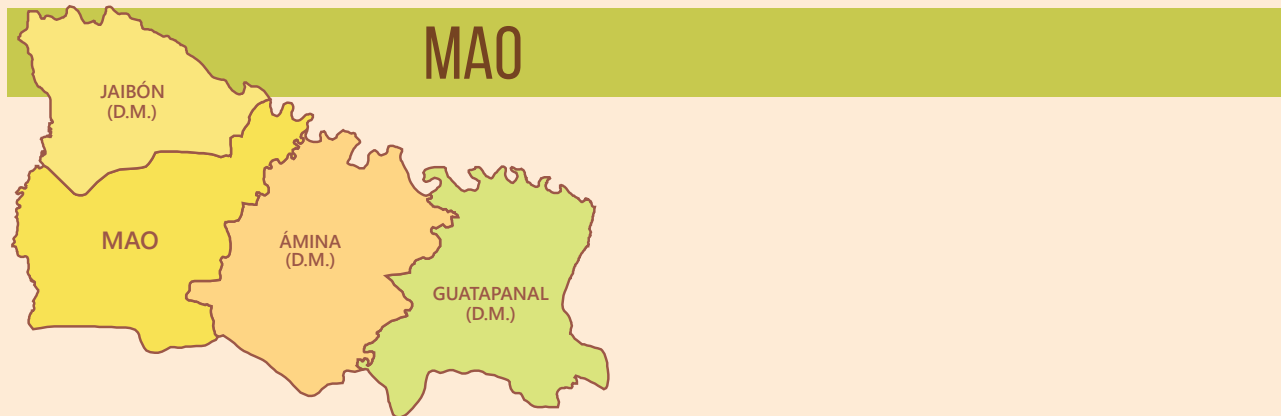 MAO
JAIBÓN
(D.M.)
MAO
ÁMINA
(D.M.)
GUATAPANAL
(D.M.)